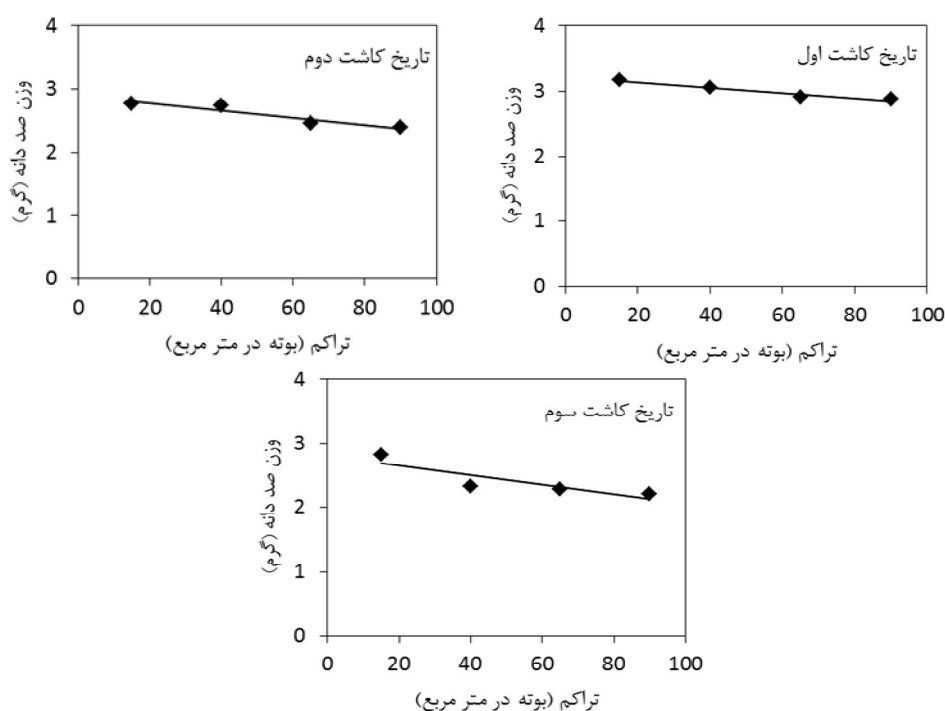 تاریخ کاشت اول
وزن صد دانه (گرم)
4
3
2
1
0
0 20 40 60 80 100
تراکم (بوته در متر مربع)
تاریخ کاشت دوم
وزن صد دانه (گرم)
4
3
2
1
0
0 20 40 60 80 100
تراکم (بوته در متر مربع)
تاریخ کاشت سوم
وزن صد دانه (گرم)
4
3
2
1
0
0 20 40 60 80 100
تراکم (بوته در متر مربع)